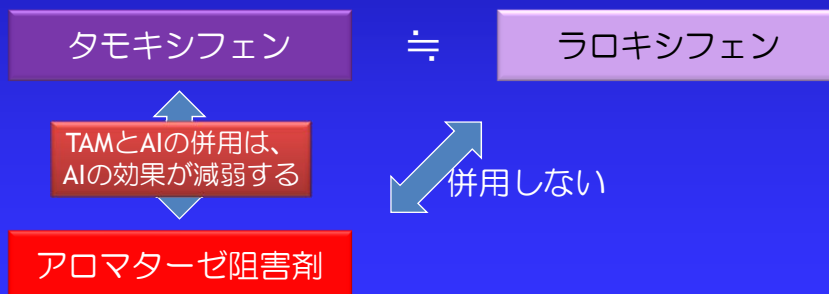 タモキシフェン
≒
ラロキシフェン
TAMとAIの併用は、
AIの効果が減弱する
併用しない
アロマターゼ阻害剤